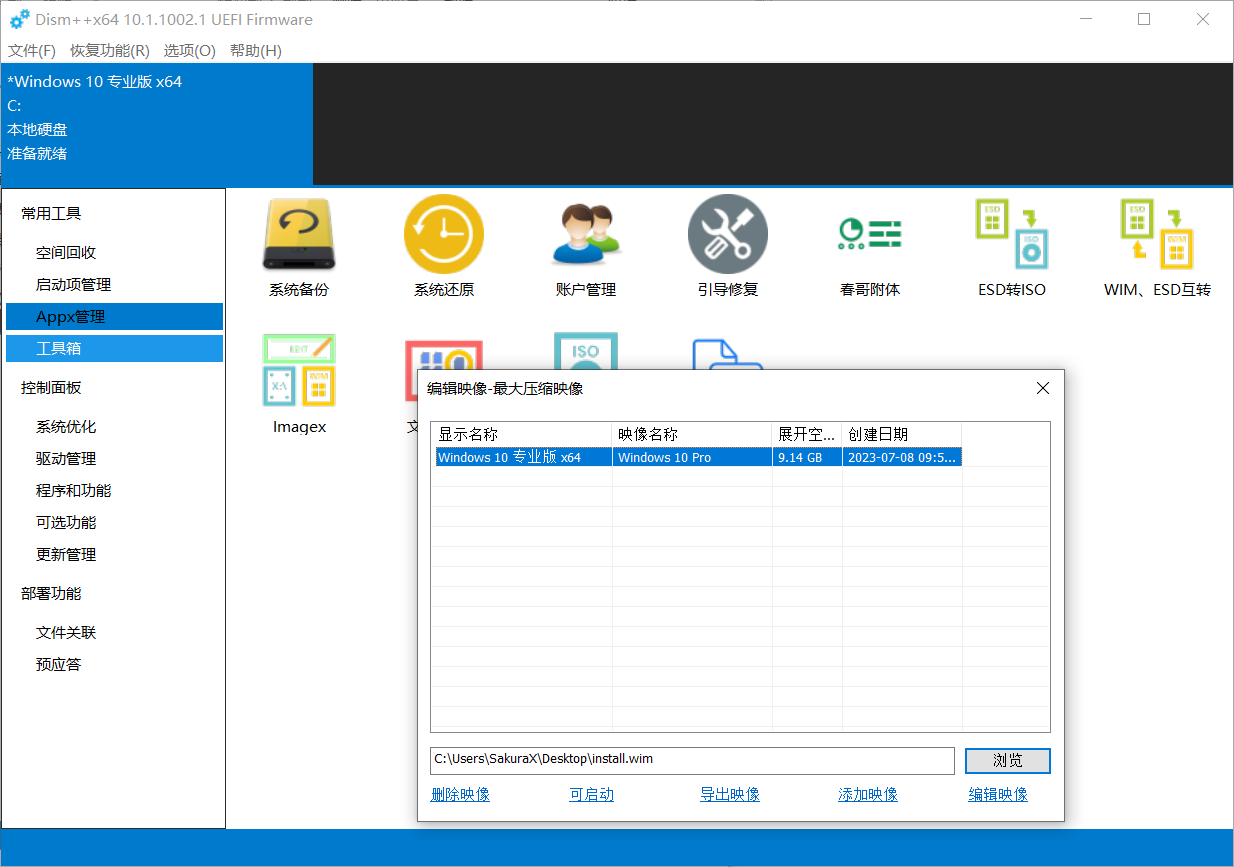 Dism++x64 10.1.1002.1 UEFI Firmware
文件(F) 恢复功能(R) 选项(O) 帮助(H)
*Windows 10 专业版 x64
C:
本地硬盘
准备就绪
常用工具
空间回收
启动项管理
Appx管理
工具箱
控制面板
系统优化
驱动管理
程序和功能
可选功能
更新管理
部署功能
文件关联
预应答
系统备份 系统还原 账户管理 引导修复 春哥附体 ESD转ISO WIM、ESD互转
ESD ISO ESD WIM
EDIT ISO
X:\ WIM
Imagex 文
编辑映像-最大压缩映像
显示名称 映像名称 展开空... 创建日期
Windows 10 专业版 x64 Windows 10 Pro 9.14 GB 2023-07-08 09:5...
C:\Users\SakuraX\Desktop\install.wim 浏览
删除映像 可启动 导出映像 添加映像 编辑映像